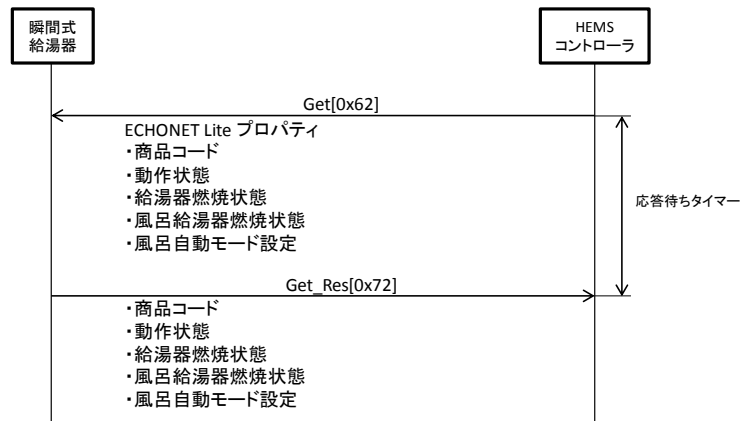 瞬間式
給湯器
HEMS
コントローラ
Get[0x62]
ECHONET Lite プロパティ
・商品コード
・動作状態
・給湯器燃焼状態
・風呂給湯器燃焼状態
・風呂自動モード設定
応答待ちタイマー
Get_Res[0x72]
・商品コード
・動作状態
・給湯器燃焼状態
・風呂給湯器燃焼状態
・風呂自動モード設定